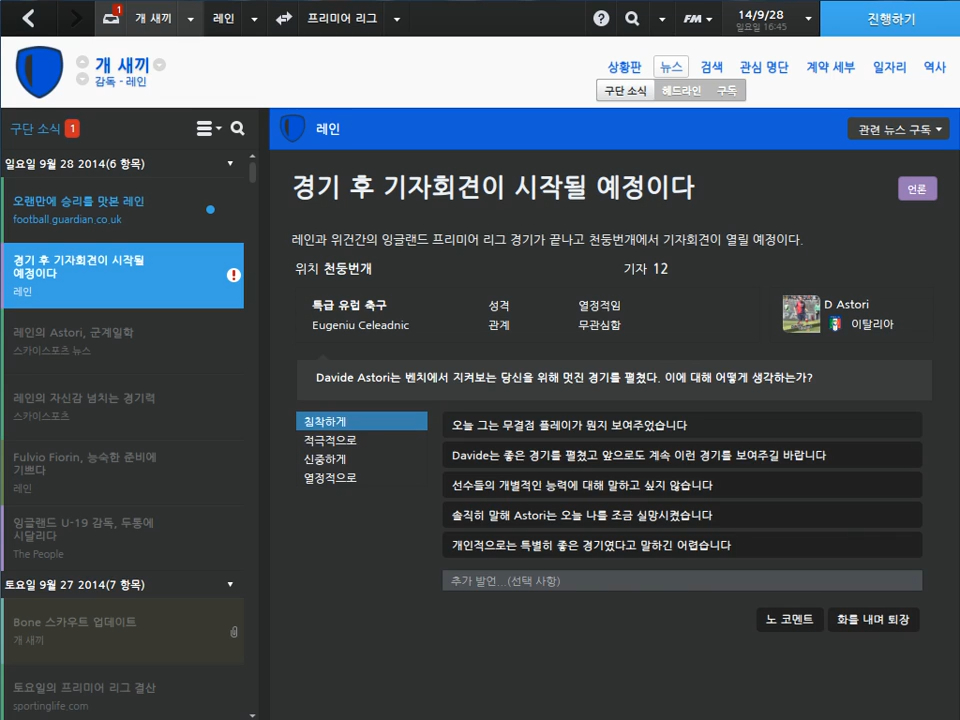 1
개 새끼
레인
프리미어 리그
?
FM
14/9/28
일요일 16:45
진행하기
개 새끼
감독 - 레인
상황판
뉴스
검색
관심 명단
계약 세부
일자리
역사
구단 소식
헤드라인
구독
구단 소식 1
레인
관련 뉴스 구독
일요일 9월 28 2014(6 항목)
오랜만에 승리를 맛본 레인
football.guardian.co.uk
경기 후 기자회견이 시작될
예정이다
레인
레인의 Astori, 군계일학
스카이스포츠 뉴스
레인의 자신감 넘치는 경기력
스카이스포츠
Fulvio Fiorin, 능숙한 준비에
기쁘다
레인
잉글랜드 U-19 감독, 두통에
시달리다
The People
토요일 9월 27 2014(7 항목)
Bone 스카우트 업데이트
개 새끼
토요일의 프리미어 리그 결산
sportinglife.com
경기 후 기자회견이 시작될 예정이다
언론
레인과 위건간의 잉글랜드 프리미어 리그 경기가 끝나고 천둥번개에서 기자회견이 열릴 예정이다.
위치 천둥번개
기자 12
특급 유럽 축구
성격
열정적임
D Astori
Eugeniu Celeadnic
관계
무관심함
이탈리아
Davide Astori는 벤치에서 지켜보는 당신을 위해 멋진 경기를 펼쳤다. 이에 대해 어떻게 생각하는가?
침착하게
적극적으로
신중하게
열정적으로
오늘 그는 무결점 플레이가 뭔지 보여주었습니다
Davide는 좋은 경기를 펼쳤고 앞으로도 계속 이런 경기를 보여주길 바랍니다
선수들의 개별적인 능력에 대해 말하고 싶지 않습니다
솔직히 말해 Astori는 오늘 나를 조금 실망시켰습니다
개인적으로는 특별히 좋은 경기였다고 말하긴 어렵습니다
추가 발언...(선택 사항)
노 코멘트
화를 내며 퇴장